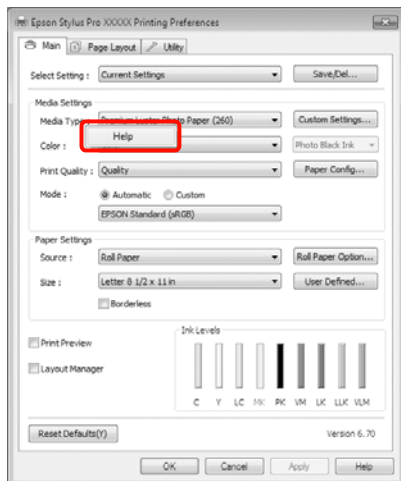 Epson Stylus Pro XXXXX Printing Preferences
Main
Page Layout
Utility
Select Setting :
Current Settings
Save/Del...
Media Settings
Media Type :
Premium Luster Photo Paper (260)
Custom Settings...
Help
Color :
Photo Black Ink
Print Quality :
Quality
Paper Config...
Mode :
Automatic
Custom
EPSON Standard (sRGB)
Paper Settings
Source :
Roll Paper
Roll Paper Option...
Size :
Letter 8 1/2 x 11 in
User Defined...
Borderless
Print Preview
Layout Manager
Ink Levels
C Y LC MK PK VM LK LLK VLM
Reset Defaults(Y)
Version 6.70
OK
Cancel
Apply
Help